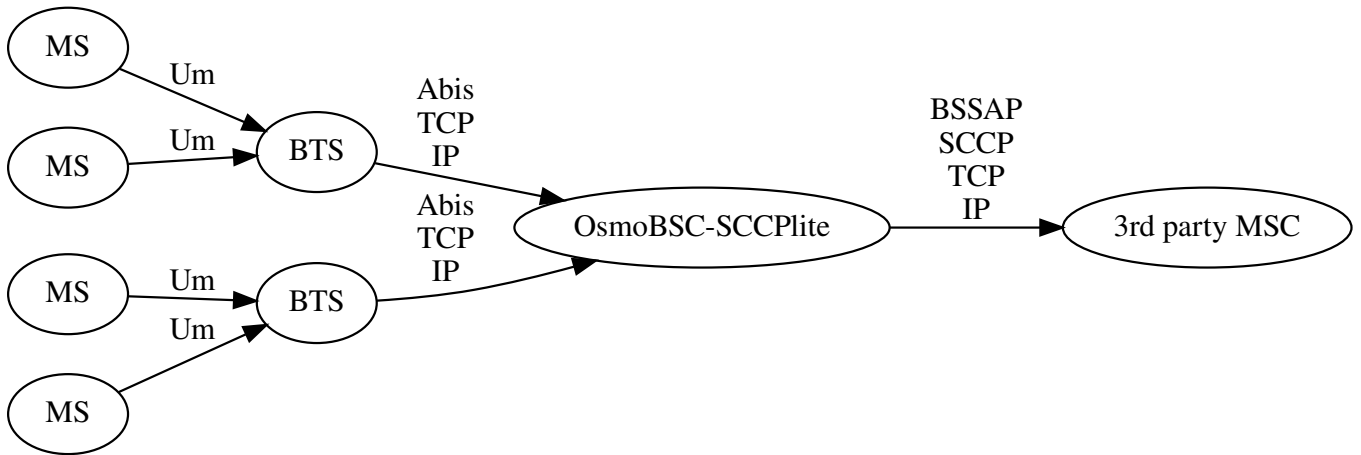 MS
Um
MS
Um
BTS
Abis
TCP
IP
MS
Um
MS
Um
BTS
Abis
TCP
IP
OsmoBSC-SCCPlite
BSSAP
SCCP
TCP
IP
3rd party MSC